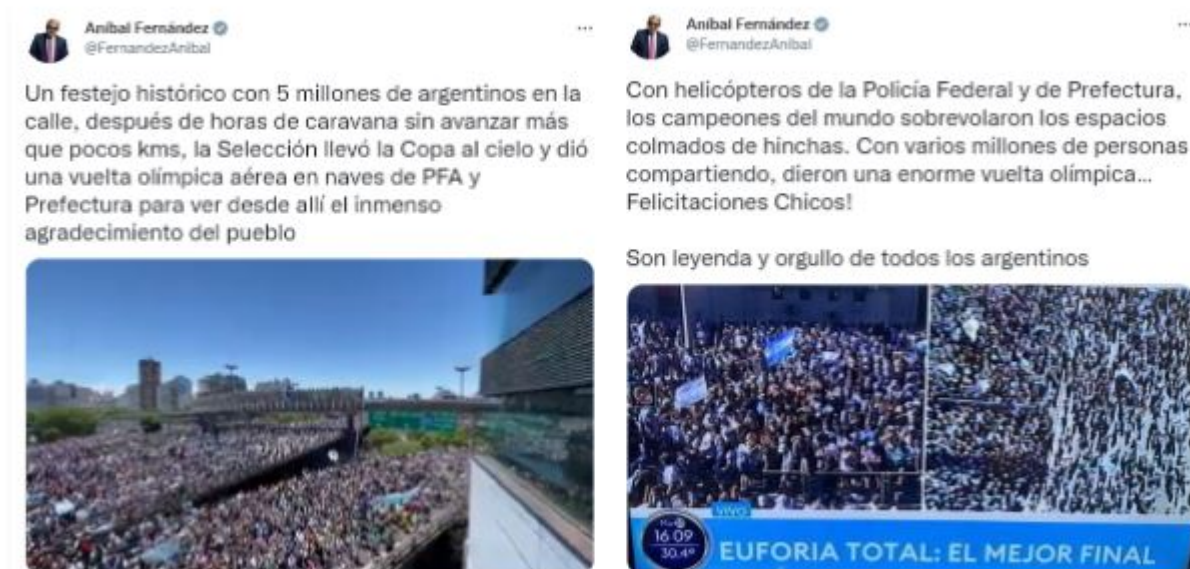 Aníbal Fernández
@FernandezAnibal
Un festejo histórico con 5 millones de argentinos en la
calle, después de horas de caravana sin avanzar más
que pocos kms, la Selección llevó la Copa al cielo y dió
una vuelta olímpica aérea en naves de PFA y
Prefectura para ver desde allí el inmenso
agradecimiento del pueblo
Aníbal Fernández
@FernandezAnibal
Con helicópteros de la Policía Federal y de Prefectura,
los campeones del mundo sobrevolaron los espacios
colmados de hinchas. Con varios millones de personas
compartiendo, dieron una enorme vuelta olímpica...
Felicitaciones Chicos!
Son leyenda y orgullo de todos los argentinos
VIVO
16 09
30.4°
EUFORIA TOTAL: EL MEJOR FINAL